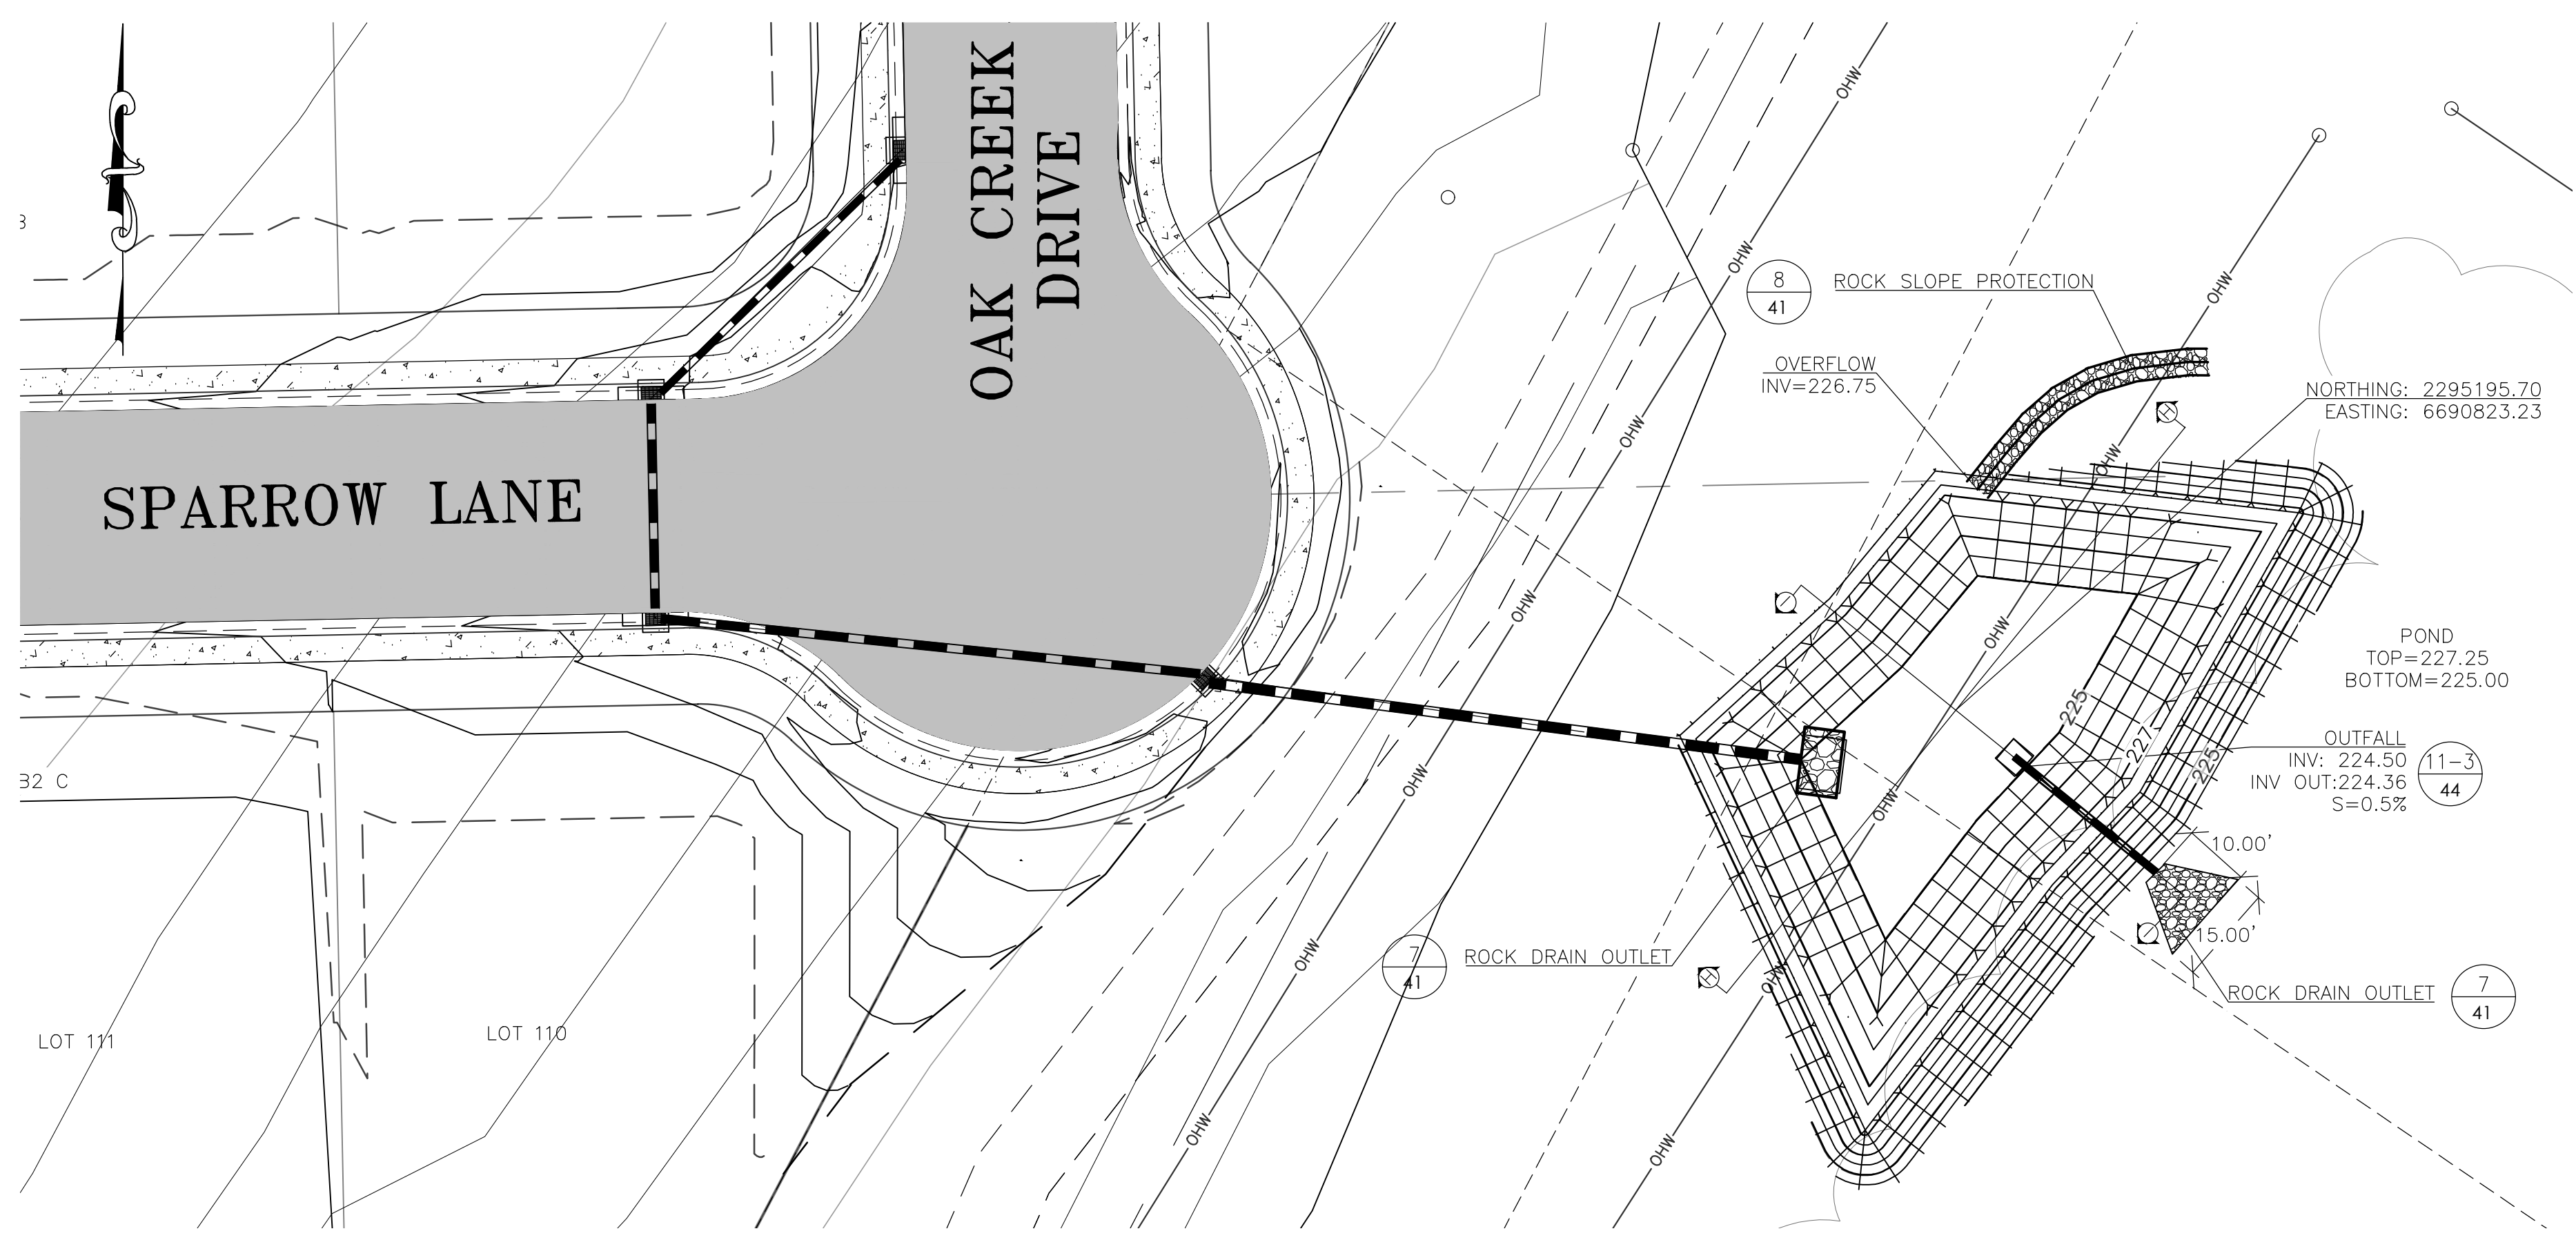 OAK CREEK
DRIVE
SPARROW LANE
8
41
ROCK SLOPE PROTECTION
OVERFLOW
INV=226.75
NORTHING: 2295195.70
EASTING: 6690823.23
POND
TOP=227.25
BOTTOM=225.00
OUTFALL
INV: 224.50
INV OUT:224.36
S=0.5%
11-3
44
10.00'
15.00'
ROCK DRAIN OUTLET
7
41
7
41
ROCK DRAIN OUTLET
225
227
225
LOT 111
LOT 110
B2 C
OHW
OHW
OHW
OHW
OHW
OHW
OHW
OHW
OHW
OHW
OHW
OHW
OHW
H
H